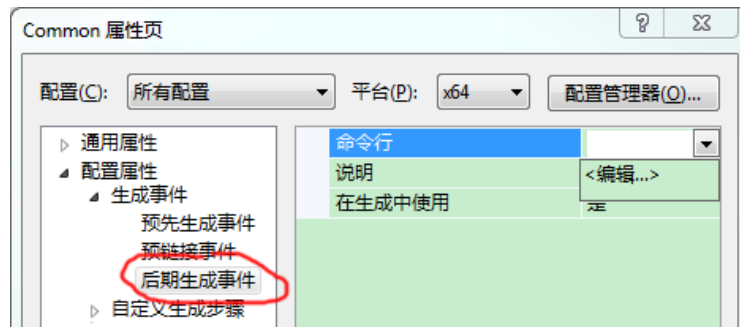 Common 属性页
配置(C): 所有配置 平台(P): x64 配置管理器(O)...
通用属性
配置属性
生成事件
预先生成事件
预链接事件
后期生成事件
自定义生成步骤
命令行
说明
<编辑...>
在生成中使用 是